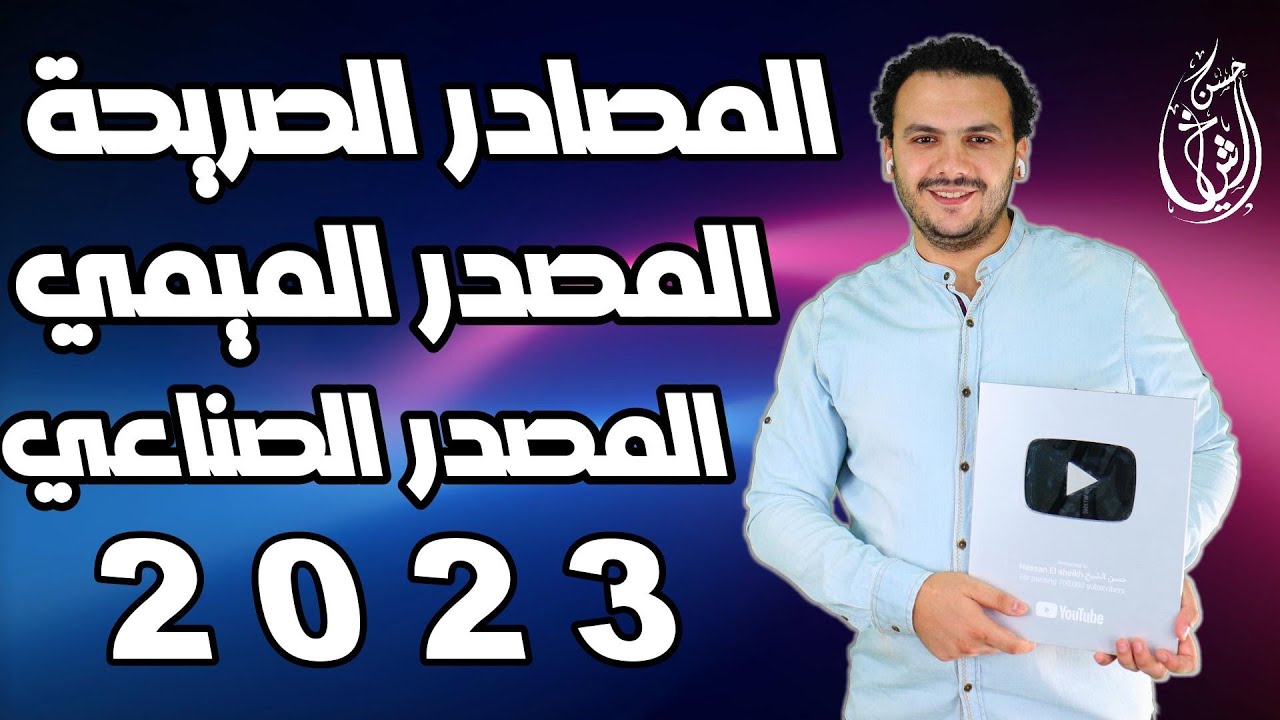 المصادر الصريحة
المصدر الميمي
المصدر الصناعي
2023
حسن
الشيخ
Presented to
Hassan El sheikh حسن الشيخ
For passing 100,000 subscribers
YouTube